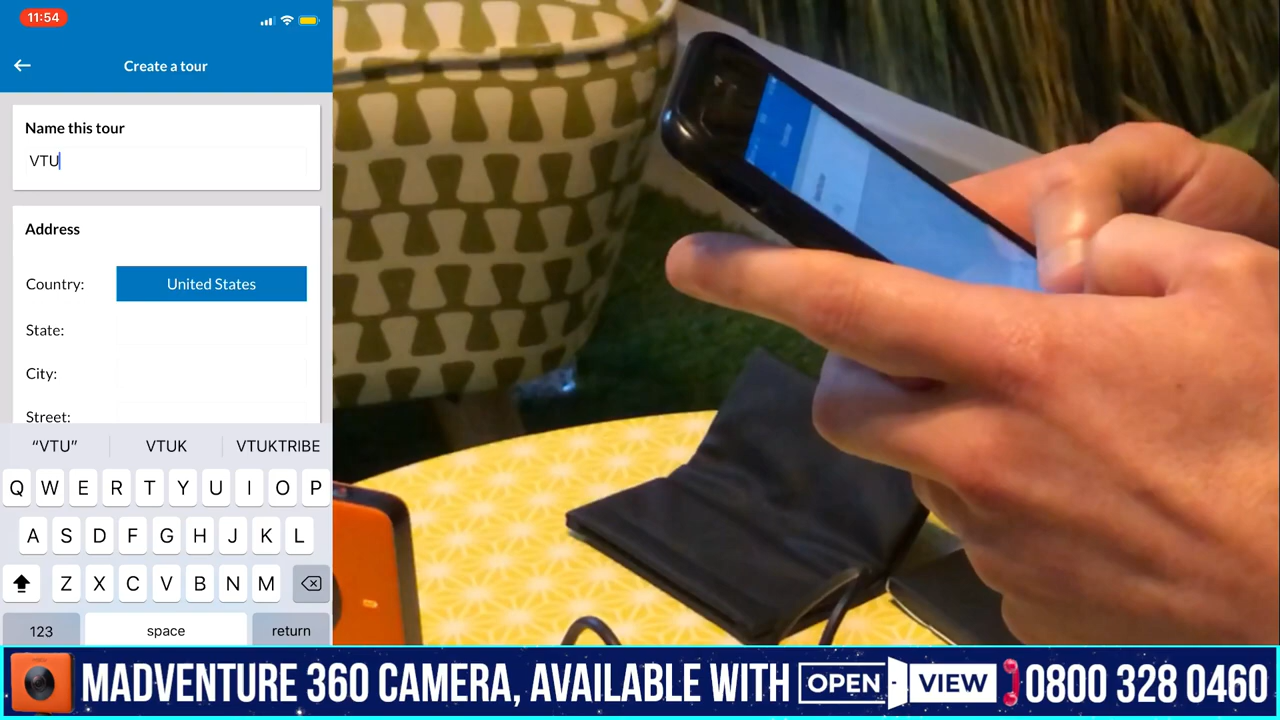 11:54
Create a tour
Name this tour
VTU
Address
Country: United States
State:
City:
Street:
“VTU” VTUK VTUKTRIBE
Q W E R T Y U I O P
A S D F G H J K L
Z X C V B N M
123 space return
MADVENTURE 360 CAMERA, AVAILABLE WITH OPEN-VIEW 0800 328 0460